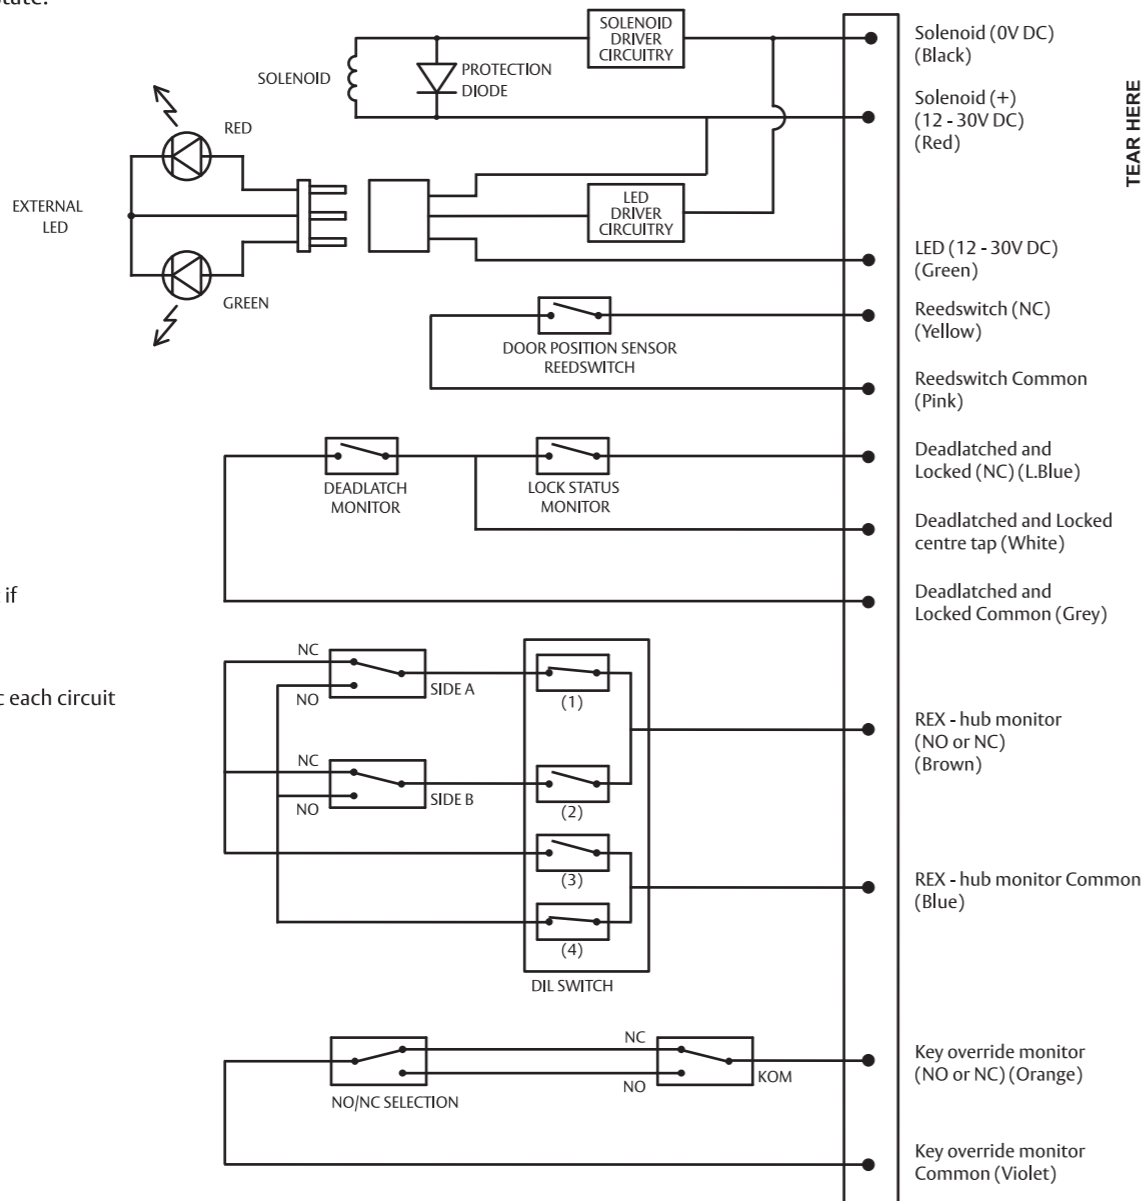 SOLENOID
DRIVER
CIRCUITRY
Solenoid (0V DC)
(Black)
SOLENOID
PROTECTION
DIODE
Solenoid (+)
(12 - 30V DC)
(Red)
TEAR HERE
RED
EXTERNAL
LED
LED
DRIVER
CIRCUITRY
LED (12 - 30V DC)
(Green)
GREEN
Reedswitch (NC)
(Yellow)
DOOR POSITION SENSOR
REEDSWITCH
Reedswitch Common
(Pink)
Deadlatched and
Locked (NC) (L.Blue)
DEADLATCH
MONITOR
LOCK STATUS
MONITOR
Deadlatched and Locked
centre tap (White)
if
Deadlatched and
Locked Common (Grey)
each circuit
NC
NO
SIDE A
(1)
REX - hub monitor
(NO or NC)
(Brown)
NC
NO
SIDE B
(2)
(3)
REX - hub monitor Common
(Blue)
(4)
DIL SWITCH
NC
NO
KOM
NO/NC SELECTION
Key override monitor
(NO or NC) (Orange)
Key override monitor
Common (Violet)